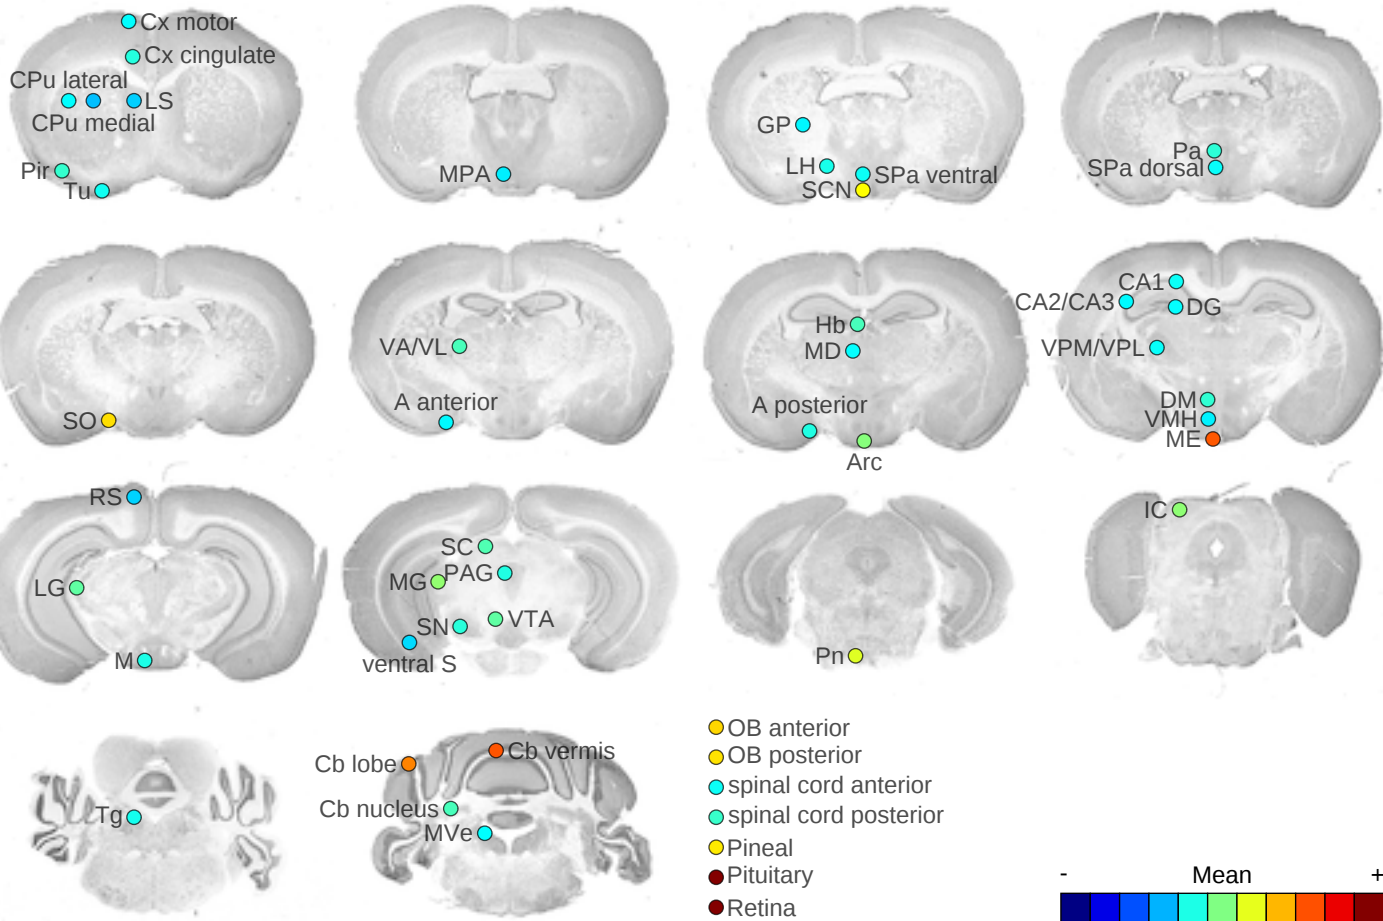 Cx motor
Cx cingulate
CPu lateral
LS
CPu medial
Pir
Tu
MPA
GP
LH
SPa ventral
SCN
Pa
SPa dorsal
SO
VA/VL
A anterior
Hb
MD
A posterior
Arc
CA1
CA2/CA3
DG
VPM/VPL
DM
VMH
ME
RS
LG
M
SC
MG
PAG
SN
VTA
ventral S
Pn
IC
Tg
Cb lobe
Cb vermis
Cb nucleus
MVe
OB anterior
OB posterior
spinal cord anterior
spinal cord posterior
Pineal
Pituitary
Retina
- Mean +